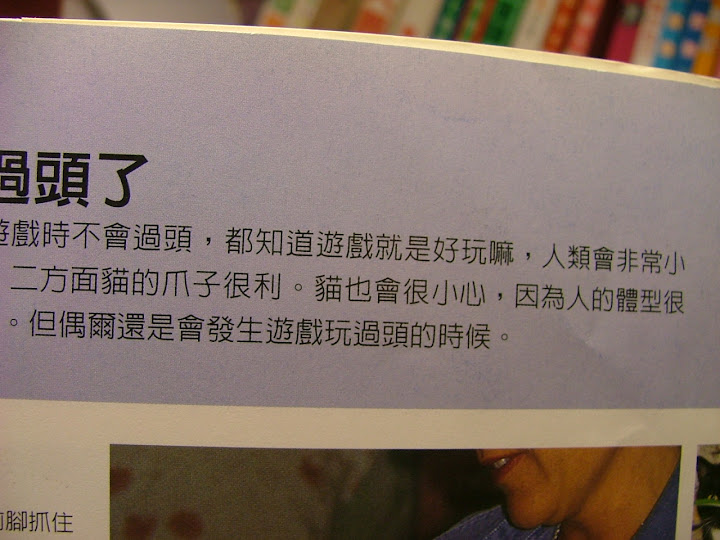 過頭了
遊戲時不會過頭，都知道遊戲就是好玩嘛，人類會非常小
二方面貓的爪子很利。貓也會很小心，因為人的體型很
。但偶爾還是會發生遊戲玩過頭的時候。
腳抓住